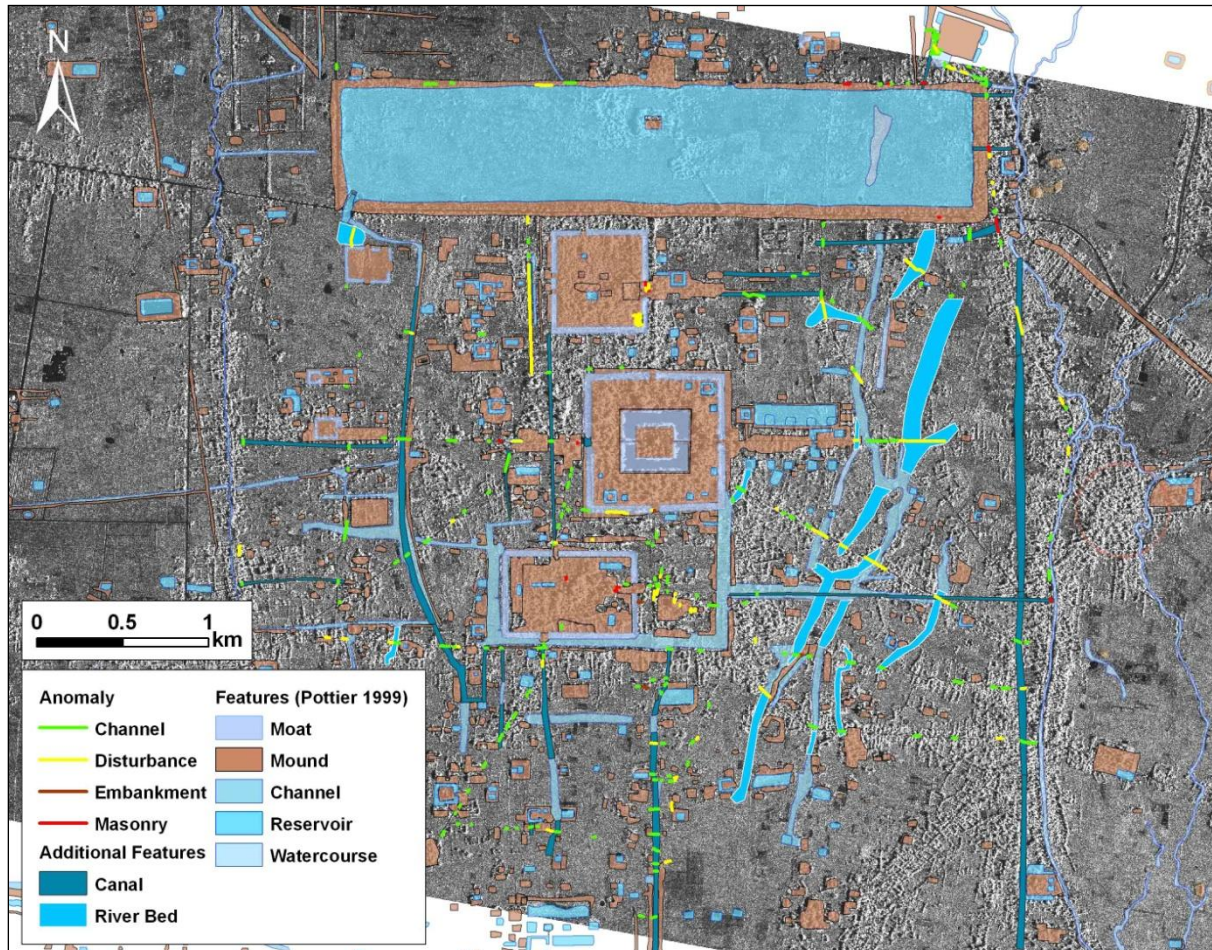 N
0 0.5 1
km
Anomaly
Channel
Disturbance
Embankment
Masonry
Additional Features
Canal
River Bed
Features (Pottier 1999)
Moat
Mound
Channel
Reservoir
Watercourse